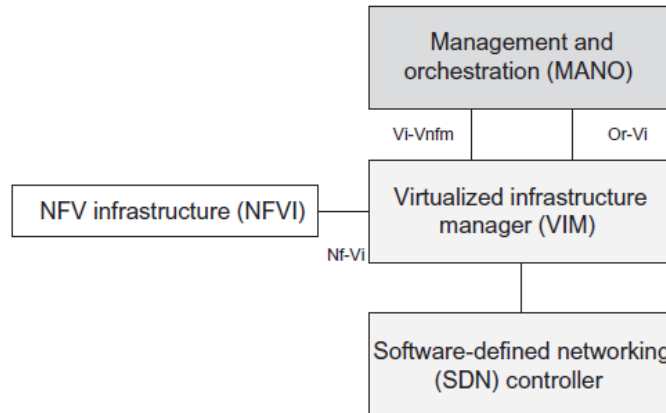 Management and
orchestration (MANO)
Vi-Vnfm
Or-Vi
NFV infrastructure (NFVI)
Virtualized infrastructure
manager (VIM)
Nf-Vi
Software-defined networking
(SDN) controller